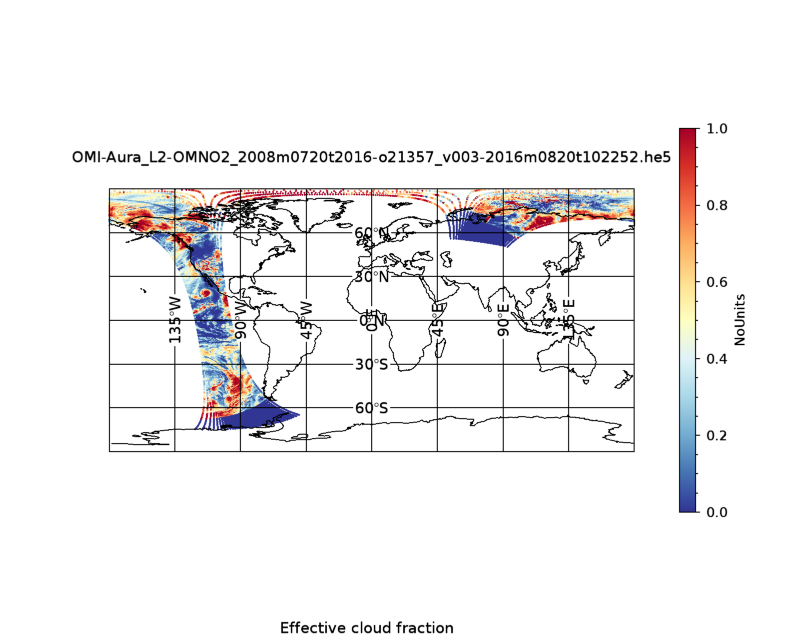 OMI-Aura_L2-OMNO2_2008m0720t2016-o21357_v003-2016m0820t102252.he5
1.0
0.8
0.6
0.4
0.2
0.0
NoUnits
60°N
30°N
0°N
30°S
60°S
135°W
90°W
45°W
0°E
45°E
90°E
135°E
Effective cloud fraction